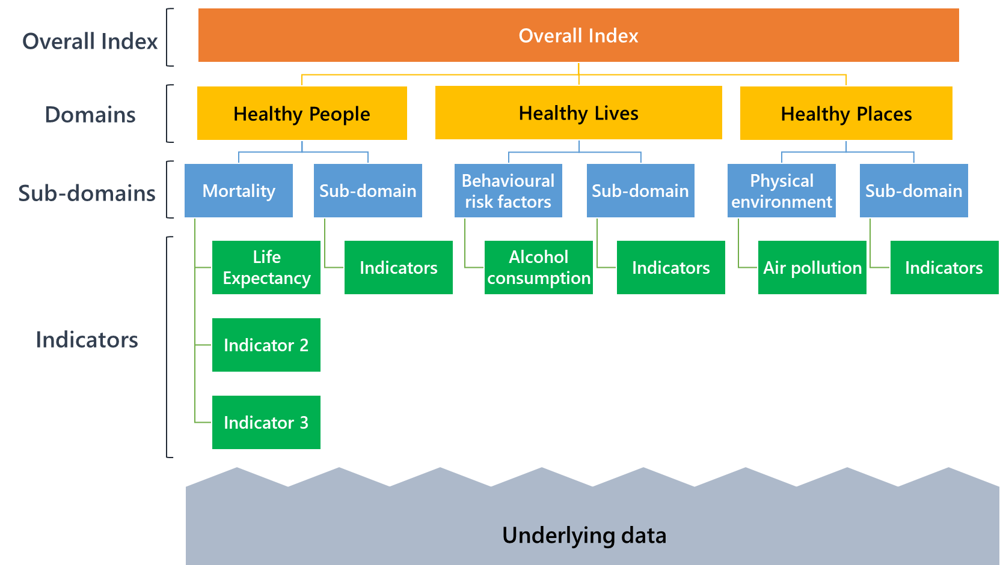 Overall Index
Overall Index
Domains
Healthy People
Healthy Lives
Healthy Places
Sub-domains
Mortality
Sub-domain
Behavioural
risk factors
Sub-domain
Physical
environment
Sub-domain
Indicators
Life
Expectancy
Indicators
Alcohol
consumption
Indicators
Air pollution
Indicators
Indicator 2
Indicator 3
Underlying data